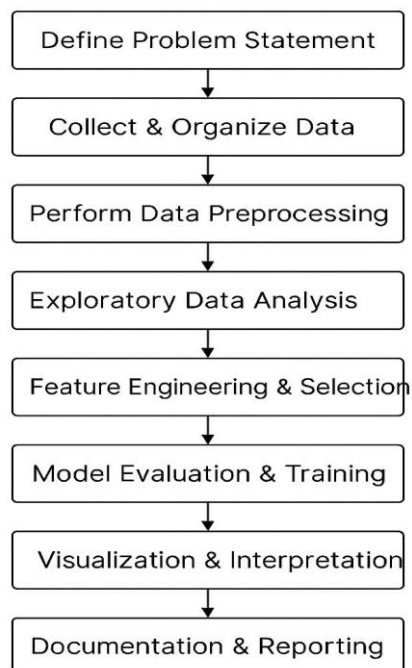 Define Problem Statement
Collect & Organize Data
Perform Data Preprocessing
Exploratory Data Analysis
Feature Engineering & Selection
Model Evaluation & Training
Visualization & Interpretation
Documentation & Reporting